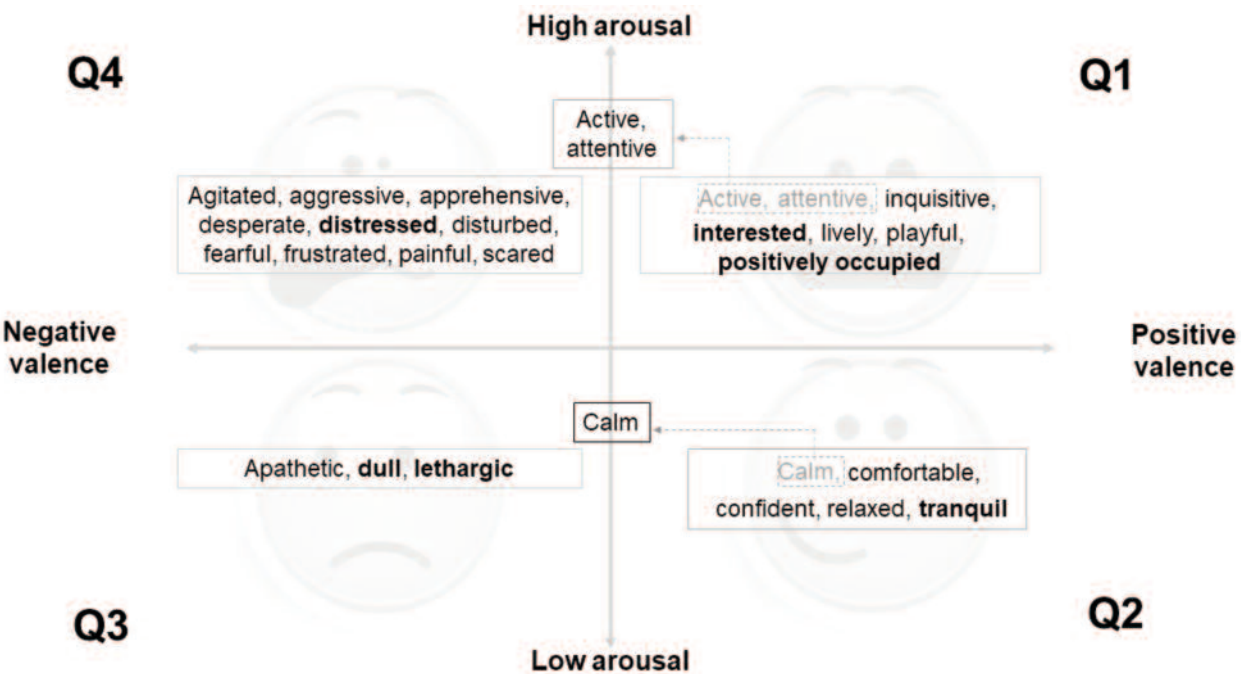 High arousal
Q4
Q1
Active,
attentive
Agitated, aggressive, apprehensive,
desperate, distressed, disturbed,
fearful, frustrated, painful, scared
Active, attentive, inquisitive,
interested, lively, playful,
positively occupied
Negative
valence
Positive
valence
Calm
Apathetic, dull, lethargic
Calm, comfortable,
confident, relaxed, tranquil
Q3
Q2
Low arousal